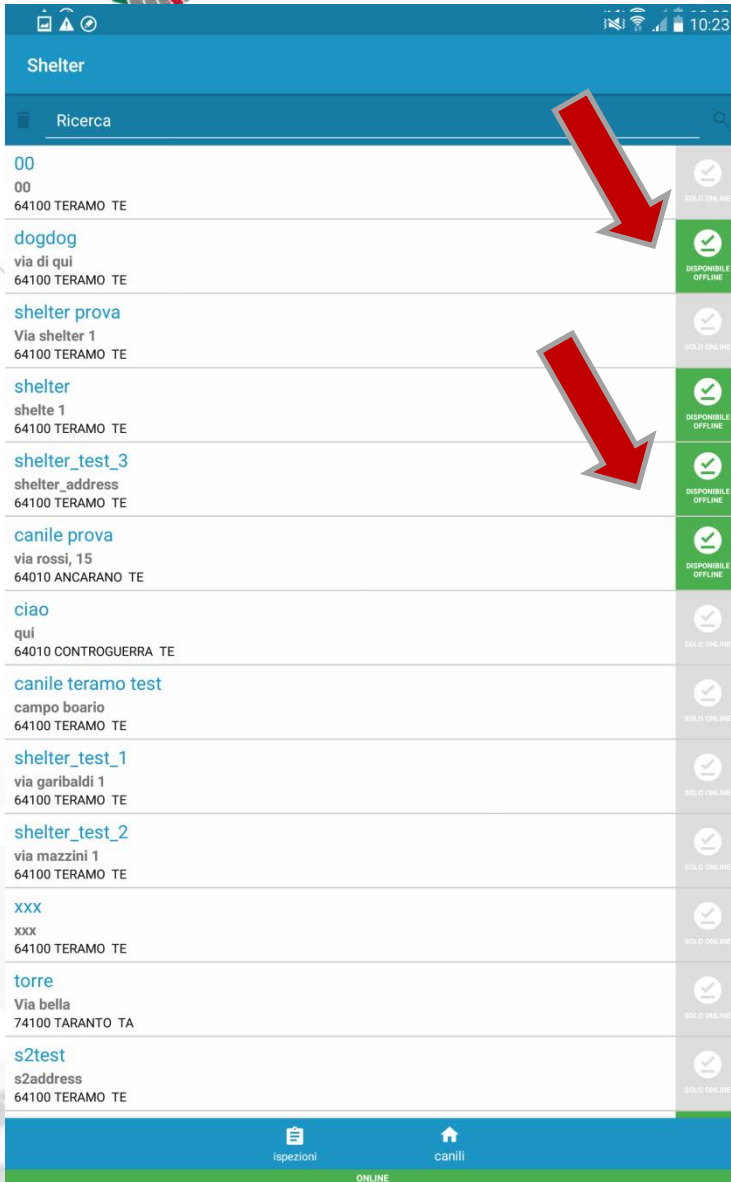 10:23
Shelter
Ricerca
00
00
64100 TERAMO TE
SOLO ONLINE
dogdog
via di qui
64100 TERAMO TE
DISPONIBILE
OFFLINE
shelter prova
Via shelter 1
64100 TERAMO TE
SOLO ONLINE
shelter
shelte 1
64100 TERAMO TE
DISPONIBILE
OFFLINE
shelter_test_3
shelter_address
64100 TERAMO TE
DISPONIBILE
OFFLINE
canile prova
via rossi, 15
64010 ANCARANO TE
DISPONIBILE
OFFLINE
ciao
qui
64010 CONTROGUERRA TE
SOLO ONLINE
canile teramo test
campo boario
64100 TERAMO TE
SOLO ONLINE
shelter_test_1
via garibaldi 1
64100 TERAMO TE
SOLO ONLINE
shelter_test_2
via mazzini 1
64100 TERAMO TE
SOLO ONLINE
xxx
xxx
64100 TERAMO TE
SOLO ONLINE
torre
Via bella
74100 TARANTO TA
SOLO ONLINE
s2test
s2address
64100 TERAMO TE
SOLO ONLINE
ispezioni
canili
ONLINE